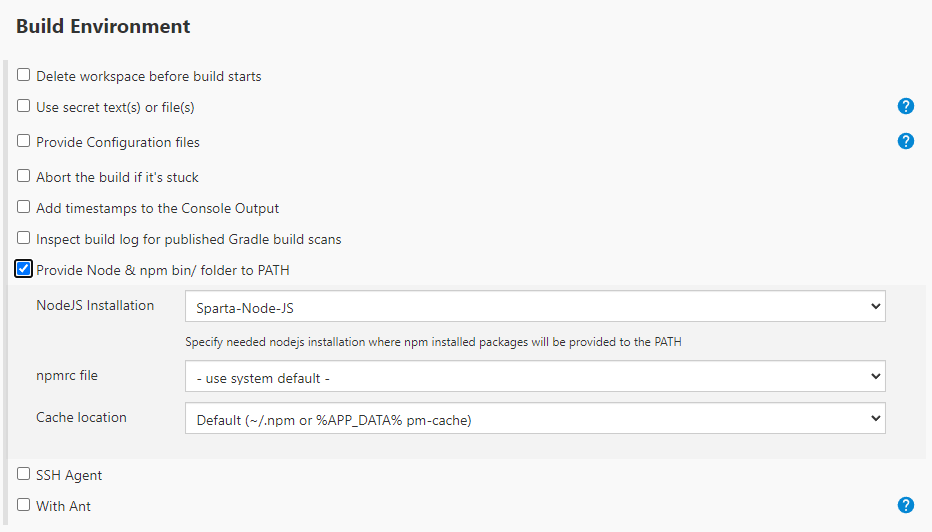 Build Environment
Delete workspace before build starts
Use secret text(s) or file(s)
?
Provide Configuration files
?
Abort the build if it's stuck
Add timestamps to the Console Output
Inspect build log for published Gradle build scans
Provide Node & npm bin/ folder to PATH
NodeJS Installation
Sparta-Node-JS
Specify needed nodejs installation where npm installed packages will be provided to the PATH
npmrc file
- use system default -
Cache location
Default (~/.npm or %APP_DATA% pm-cache)
SSH Agent
With Ant
?